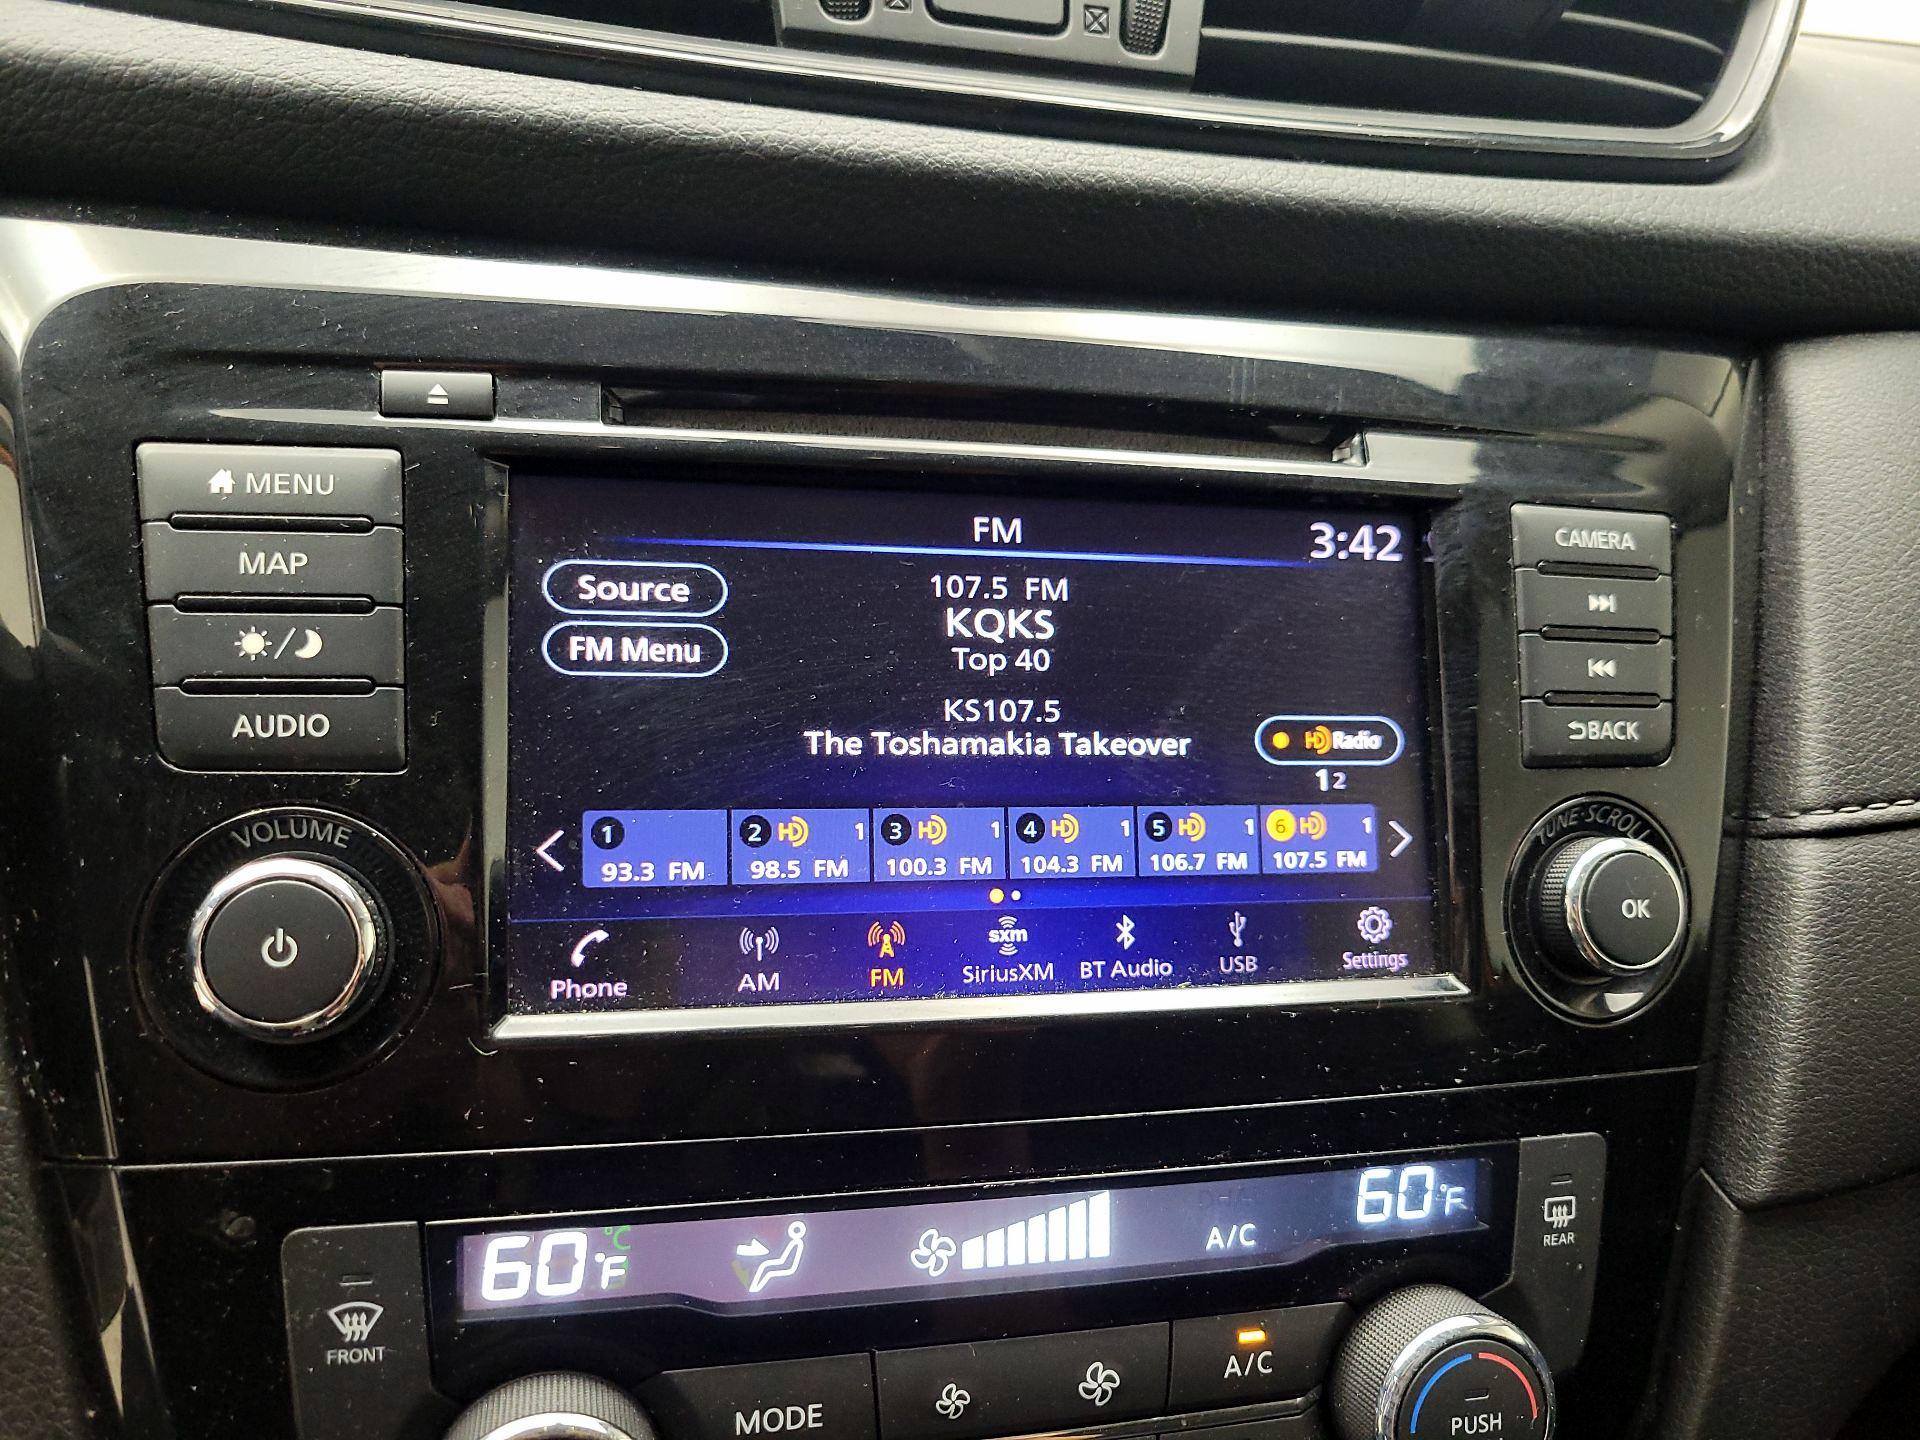 MENU
MAP
AUDIO
VOLUME
FM
3:42
Source
FM Menu
107.5 FM
KQKS
Top 40
KS107.5
The Toshamakia Takeover
HD Radio
1 2
1
93.3 FM
2 HD 1
98.5 FM
3 HD 1
100.3 FM
4 HD 1
104.3 FM
5 HD 1
106.7 FM
6 HD 1
107.5 FM
Phone
AM
FM
sxm
SiriusXM
BT Audio
USB
Settings
CAMERA
BACK
TUNE·SCROLL
OK
60°F
°C
A/C
60°F
FRONT
REAR
MODE
A/C
PUSH